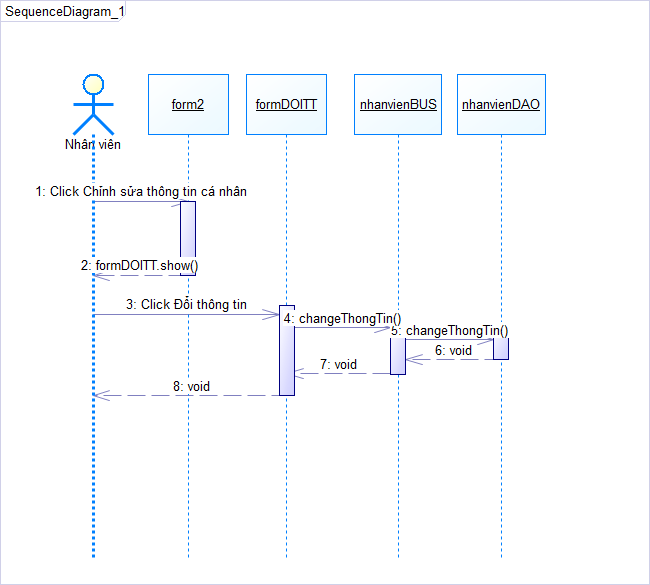 SequenceDiagram_1
form2
formDOITT
nhanvienBUS
nhanvienDAO
Nhân viên
1: Click Chỉnh sửa thông tin cá nhân
2: formDOITT.show()
3: Click Đổi thông tin
4: changeThongTin()
5: changeThongTin()
6: void
7: void
8: void